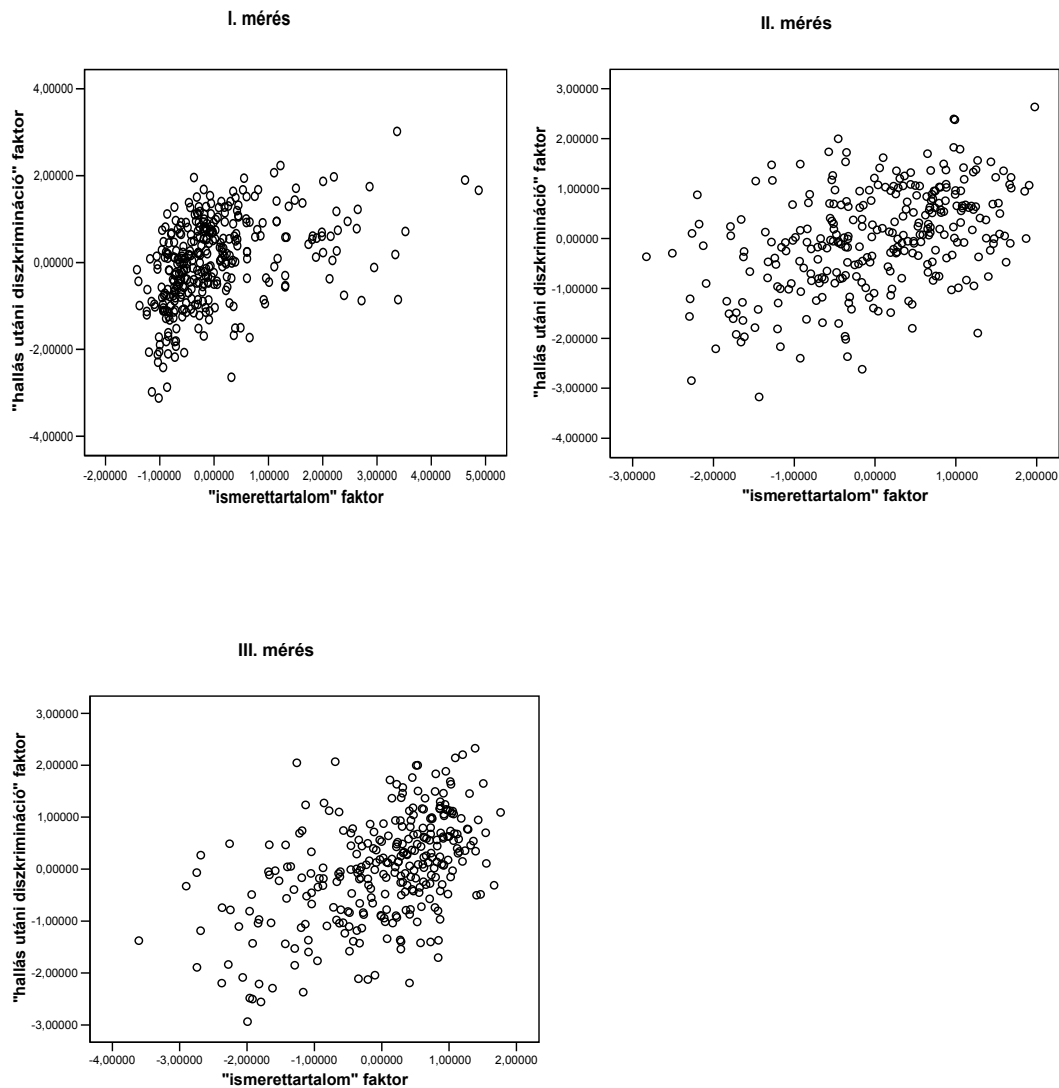 I. mérés
4,00000
2,00000
0,00000
-2,00000
-4,00000
"hallás utáni diszkrimináció" faktor
-2,00000 -1,00000 0,00000 1,00000 2,00000 3,00000 4,00000 5,00000
"ismerettartalom" faktor
II. mérés
3,00000
2,00000
1,00000
0,00000
-1,00000
-2,00000
-3,00000
-4,00000
"hallás utáni diszkrimináció" faktor
-3,00000 -2,00000 -1,00000 0,00000 1,00000 2,00000
"ismerettartalom" faktor
III. mérés
3,00000
2,00000
1,00000
0,00000
-1,00000
-2,00000
-3,00000
"hallás utáni diszkrimináció" faktor
-4,00000 -3,00000 -2,00000 -1,00000 0,00000 1,00000 2,00000
"ismerettartalom" faktor